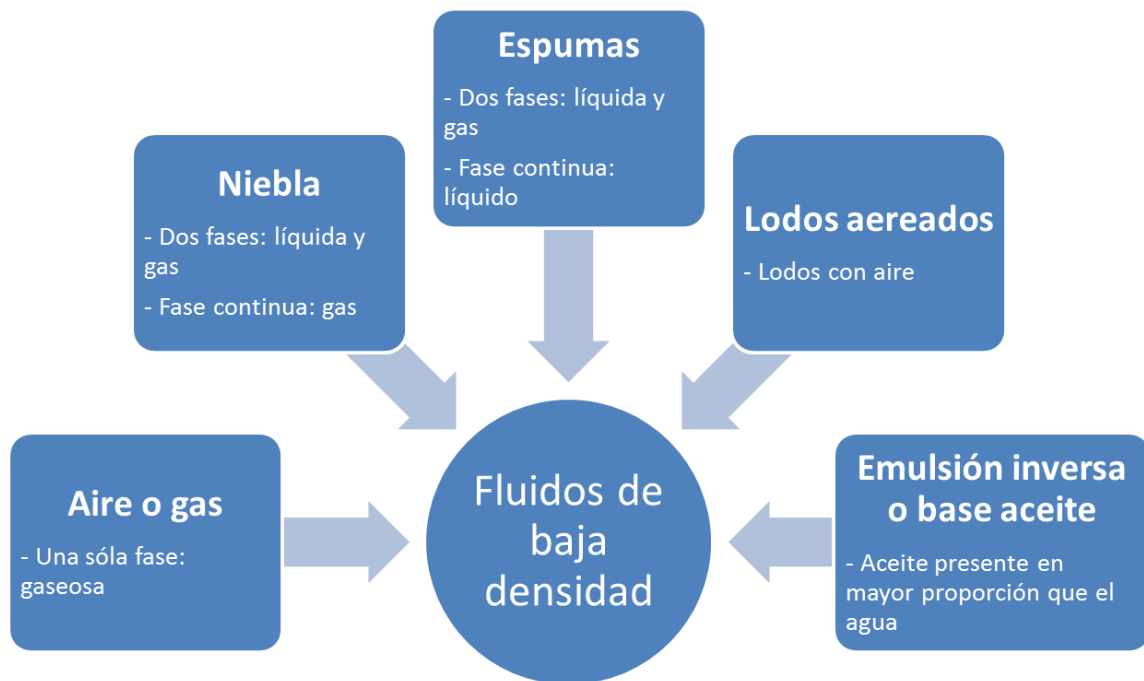 Espumas
- Dos fases: líquida y
gas
- Fase continua:
líquido
Niebla
- Dos fases: líquida y
gas
- Fase continua: gas
Lodos aereados
- Lodos con aire
Aire o gas
- Una sóla fase:
gaseosa
Fluidos de
baja
densidad
Emulsión inversa
o base aceite
- Aceite presente en
mayor proporción que el
agua